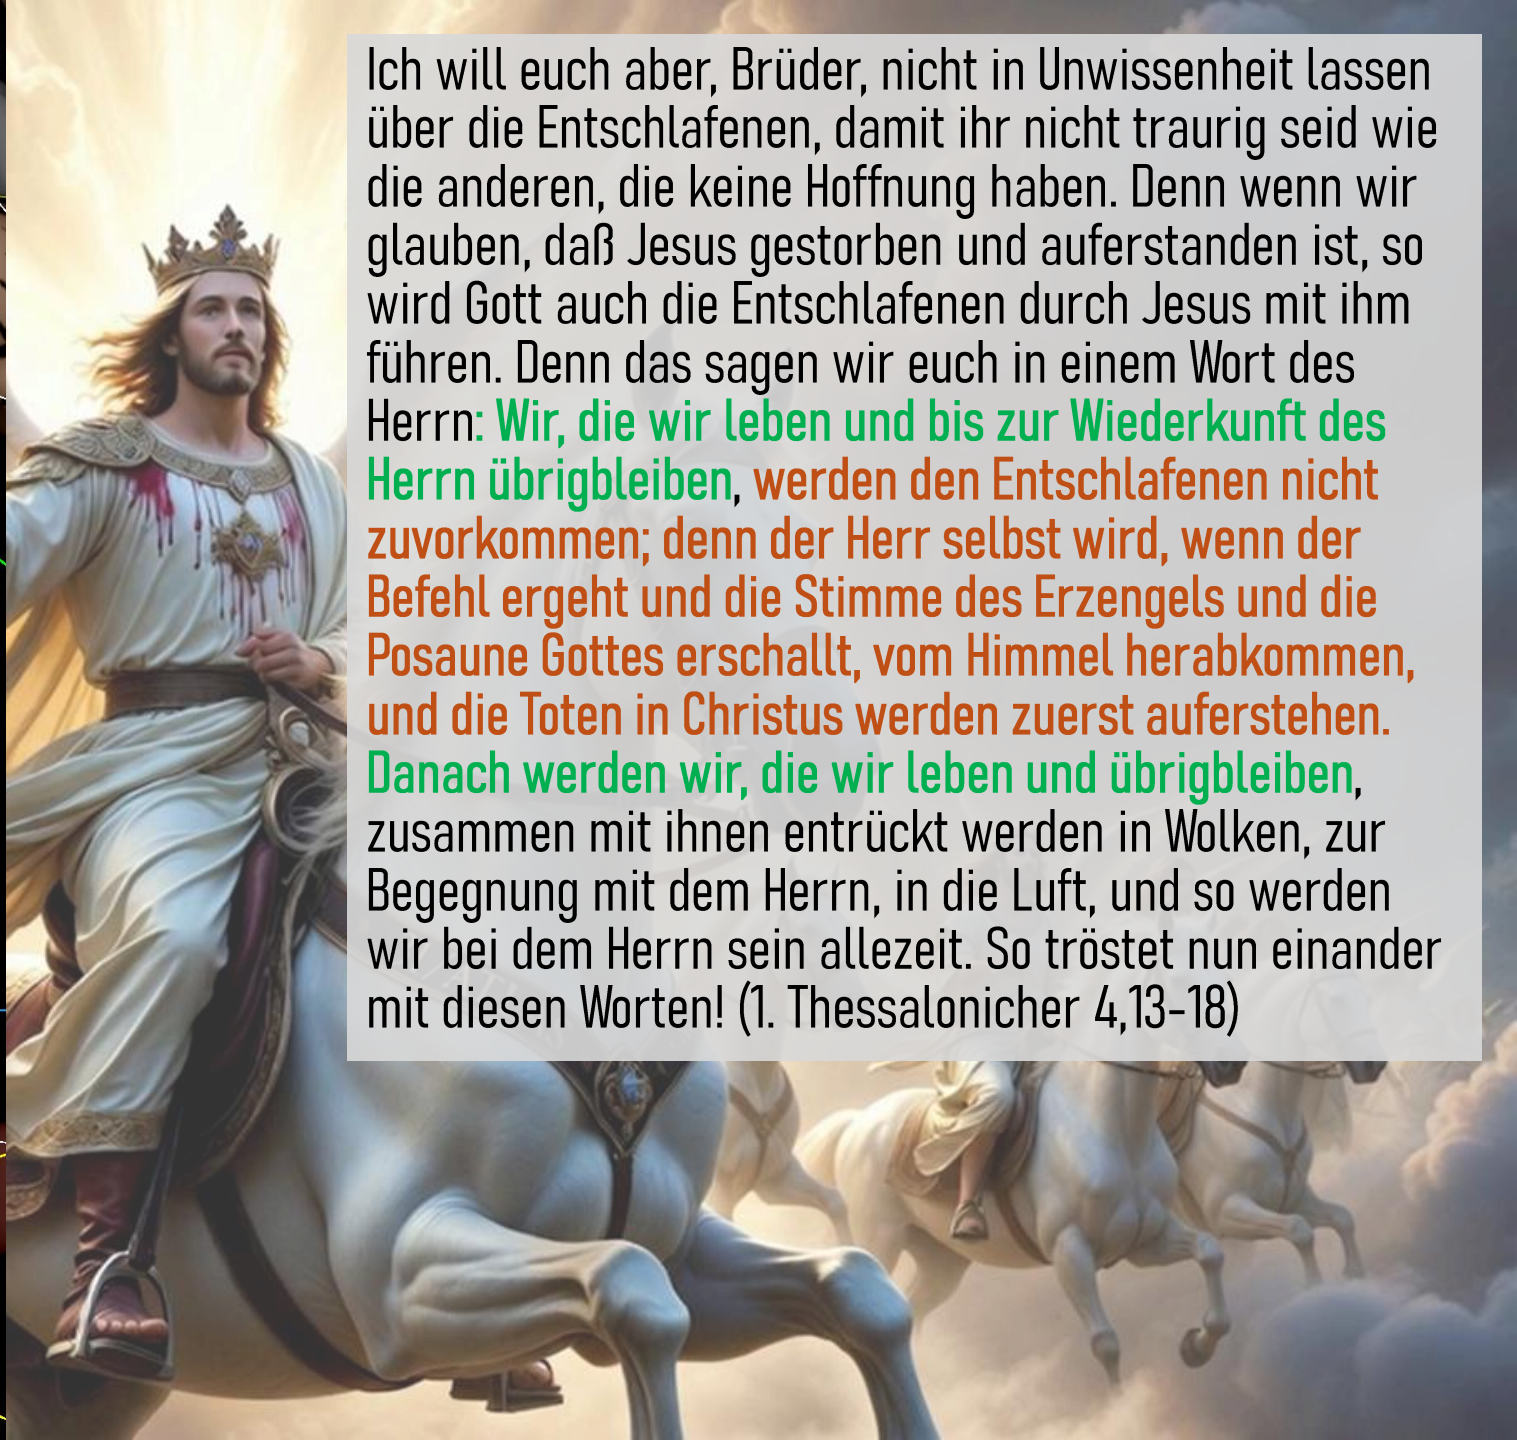 Ich will euch aber, Brüder, nicht in Unwissenheit lassen
über die Entschlafenen, damit ihr nicht traurig seid wie
die anderen, die keine Hoffnung haben. Denn wenn wir
glauben, daß Jesus gestorben und auferstanden ist, so
wird Gott auch die Entschlafenen durch Jesus mit ihm
führen. Denn das sagen wir euch in einem Wort des
Herrn: Wir, die wir leben und bis zur Wiederkunft des
Herrn übrigbleiben, werden den Entschlafenen nicht
zuvorkommen; denn der Herr selbst wird, wenn der
Befehl ergeht und die Stimme des Erzengels und die
Posaune Gottes erschallt, vom Himmel herabkommen,
und die Toten in Christus werden zuerst auferstehen.
Danach werden wir, die wir leben und übrigbleiben,
zusammen mit ihnen entrückt werden in Wolken, zur
Begegnung mit dem Herrn, in die Luft, und so werden
wir bei dem Herrn sein allezeit. So tröstet nun einander
mit diesen Worten! (1. Thessalonicher 4,13-18)